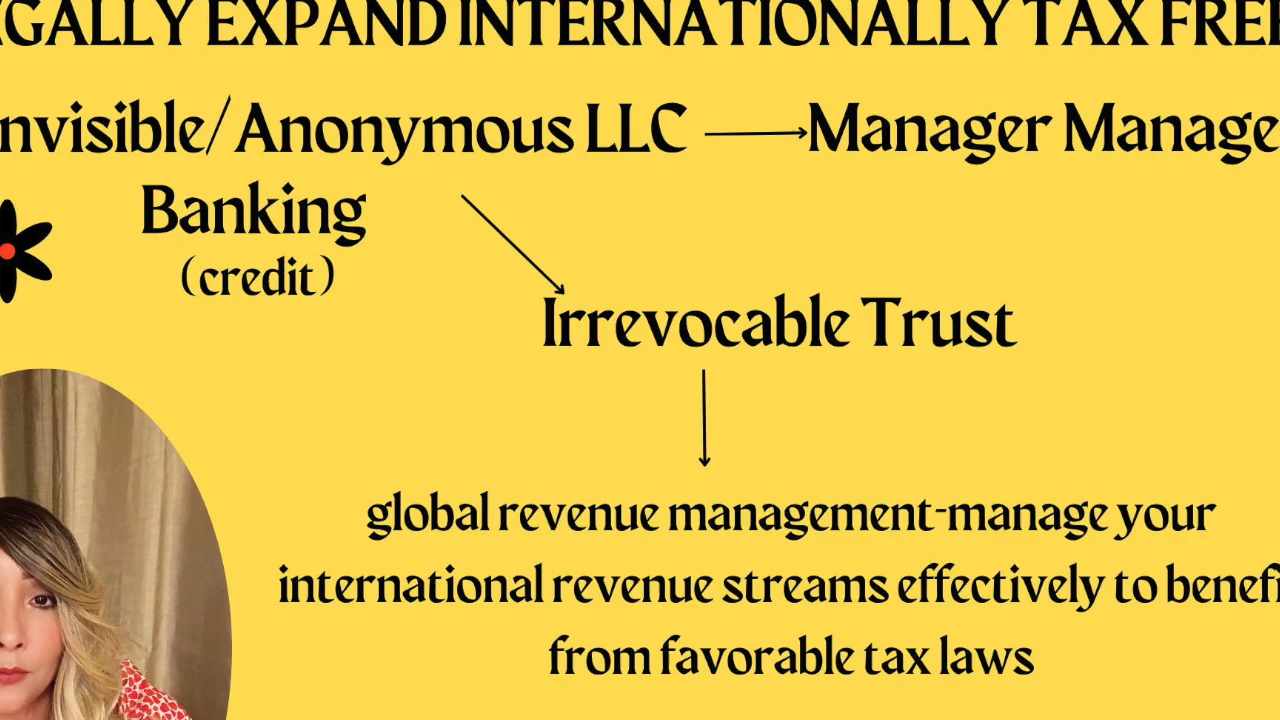 GALLY EXPAND INTERNATIONALLY TAX FREE
nvisible/Anonymous LLC Manager Manage
Banking
(credit)
Irrevocable Trust
global revenue management-manage your
international revenue streams effectively to benefi
from favorable tax laws